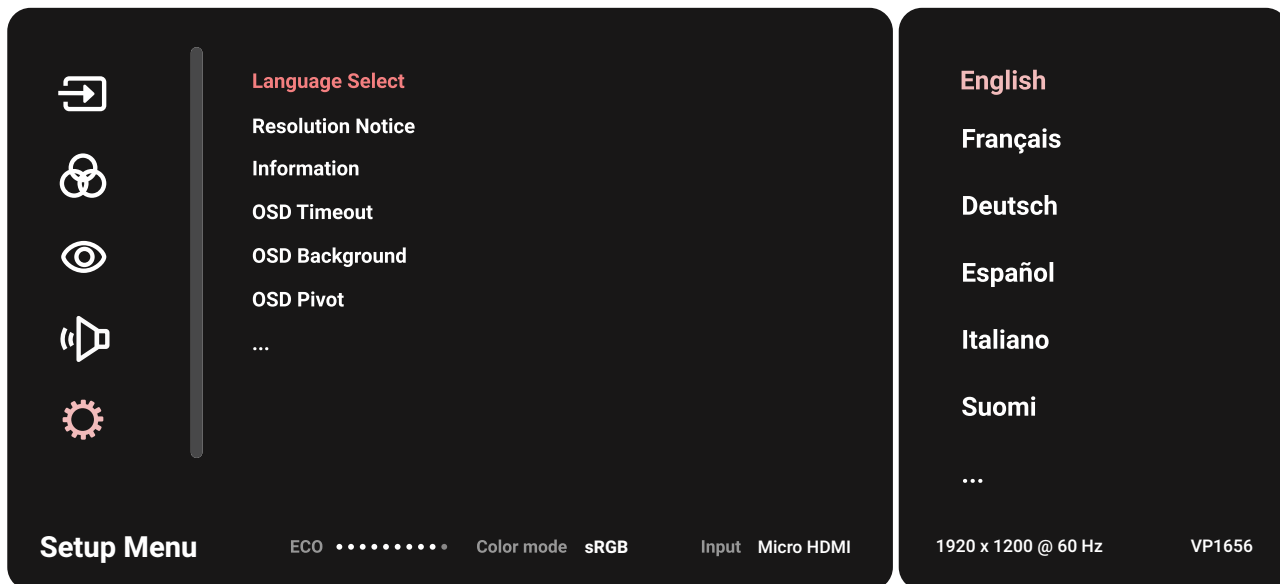 Language Select
Resolution Notice
Information
OSD Timeout
OSD Background
OSD Pivot
...
English
Français
Deutsch
Español
Italiano
Suomi
...
Setup Menu
ECO
Color mode sRGB
Input Micro HDMI
1920 x 1200 @ 60 Hz
VP1656